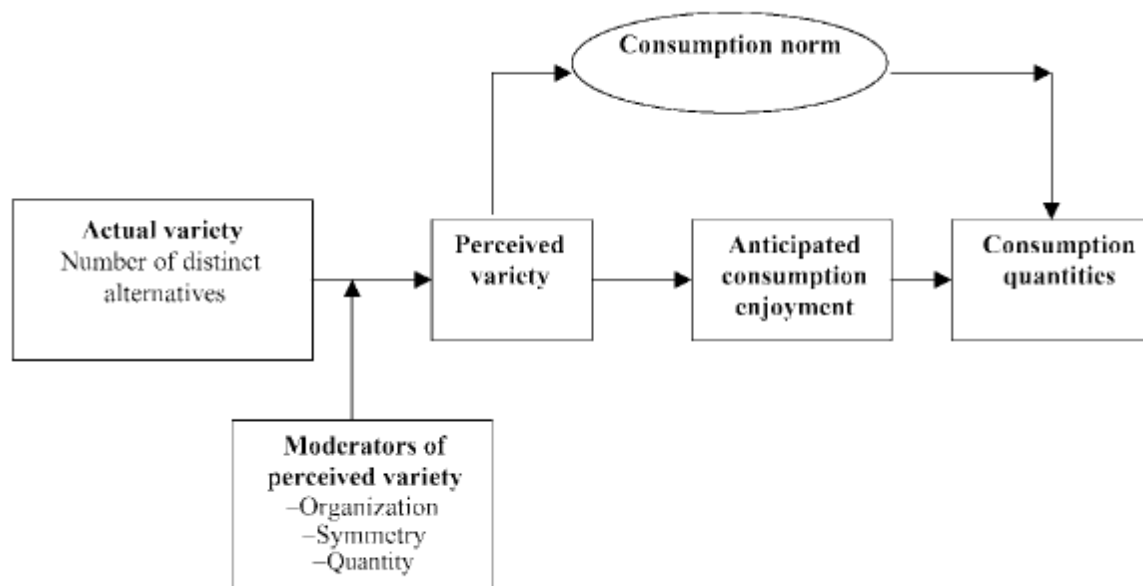 Consumption norm
Actual variety
Number of distinct
alternatives
Perceived
variety
Anticipated
consumption
enjoyment
Consumption
quantities
Moderators of
perceived variety
–Organization
–Symmetry
–Quantity